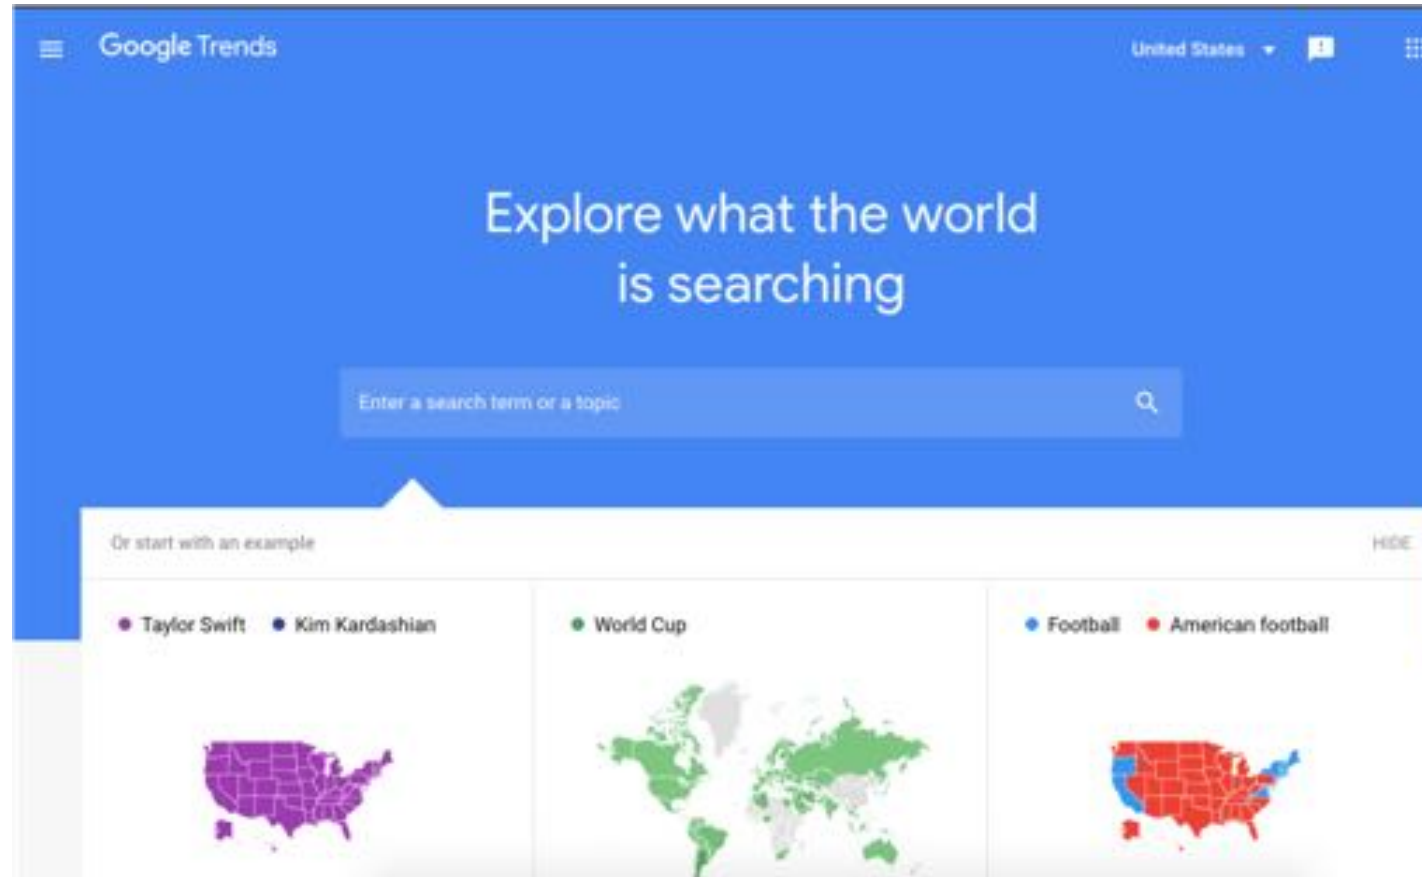 Google Trends
United States
Explore what the world
is searching
Enter a search term or a topic
Or start with an example
HIDE
Taylor Swift Kim Kardashian
World Cup
Football American football